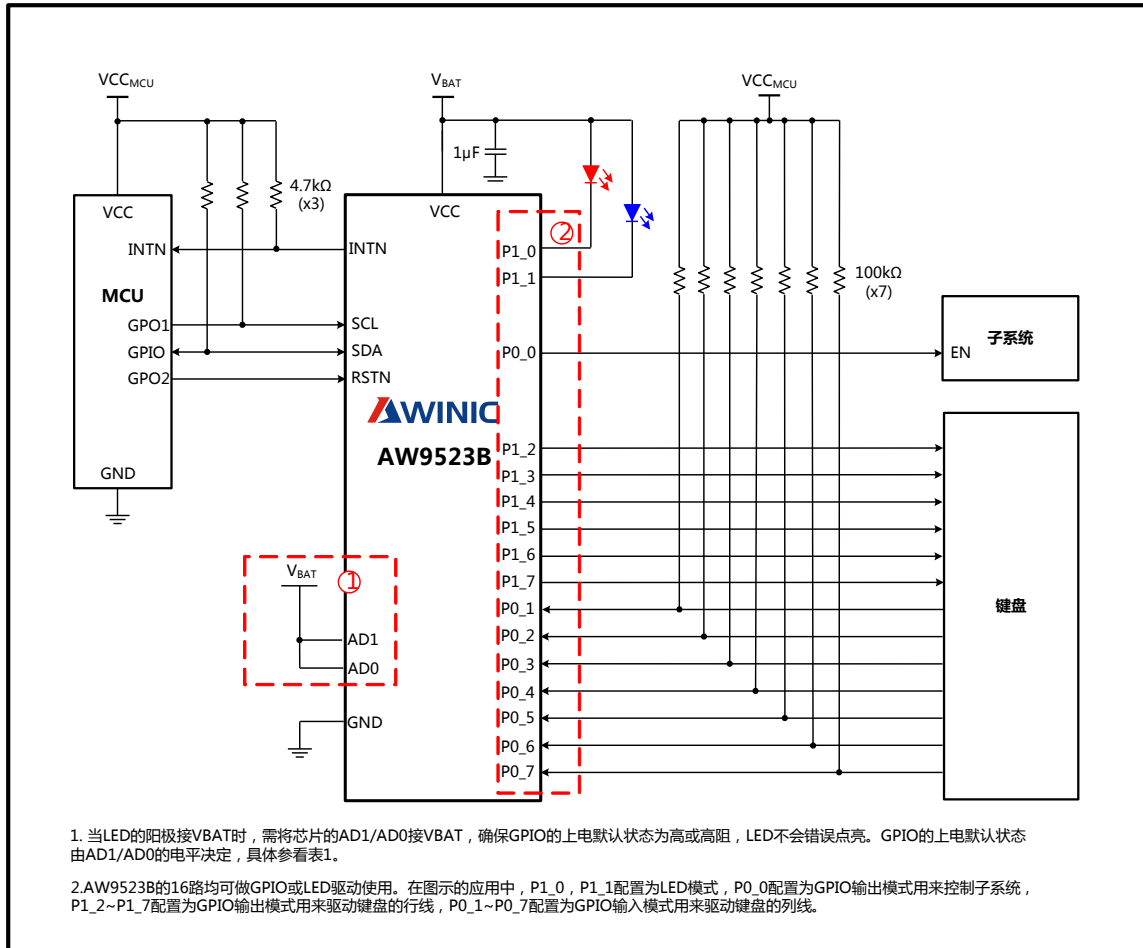 VCCMCU
VBAT
VCCMCU
1μF
4.7kΩ
(x3)
VCC
VCC
②
INTN
INTN
P1_0
P1_1
100kΩ
(x7)
MCU
GPO1
SCL
GPIO
SDA
P0_0
EN
子系统
GPO2
RSTN
AWINIC
AW9523B
P1_2
P1_3
GND
P1_4
P1_5
P1_6
VBAT
①
P1_7
P0_1
键盘
AD1
P0_2
AD0
P0_3
P0_4
GND
P0_5
P0_6
P0_7
1. 当LED的阳极接VBAT时，需将芯片的AD1/AD0接VBAT，确保GPIO的上电默认状态为高或高阻，LED不会错误点亮。GPIO的上电默认状态
由AD1/AD0的电平决定，具体参看表1。
2.AW9523B的16路均可做GPIO或LED驱动使用。在图示的应用中，P1_0，P1_1配置为LED模式，P0_0配置为GPIO输出模式用来控制子系统，
P1_2~P1_7配置为GPIO输出模式用来驱动键盘的行线，P0_1~P0_7配置为GPIO输入模式用来驱动键盘的列线。